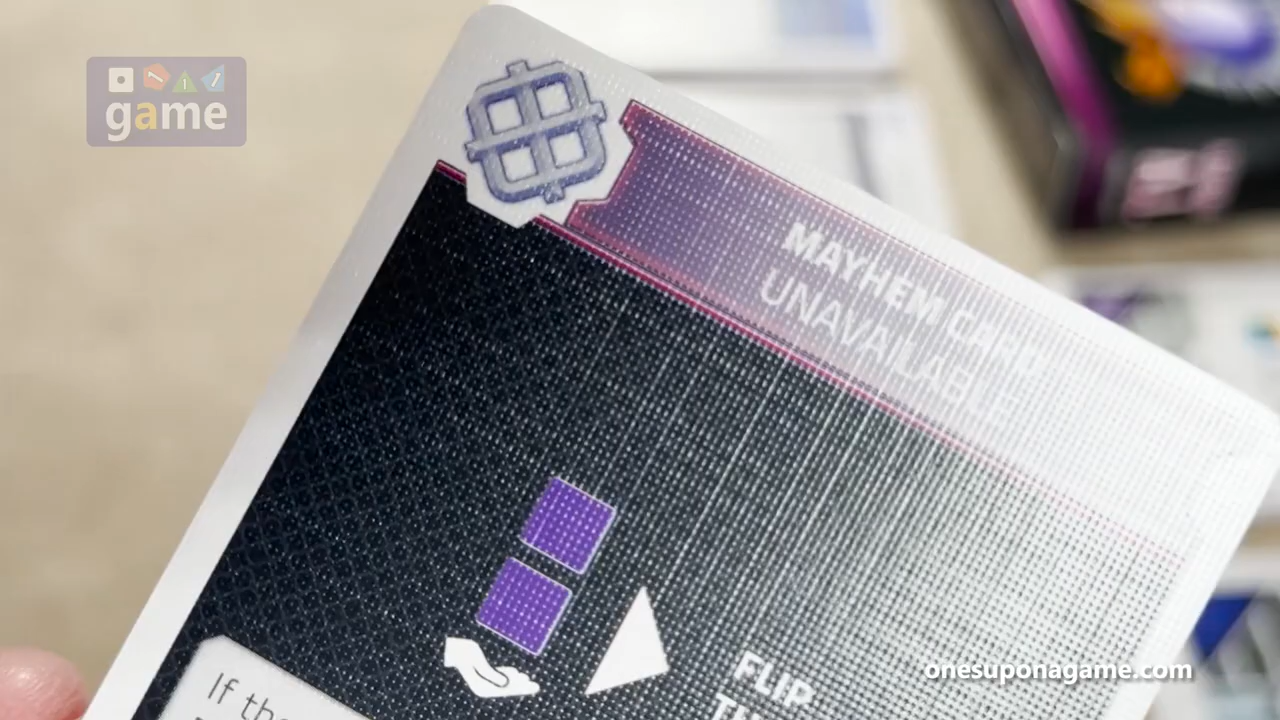 game
MAYHEM CARD
UNAVAILABLE
FLIP
If the
onesuponagame.com